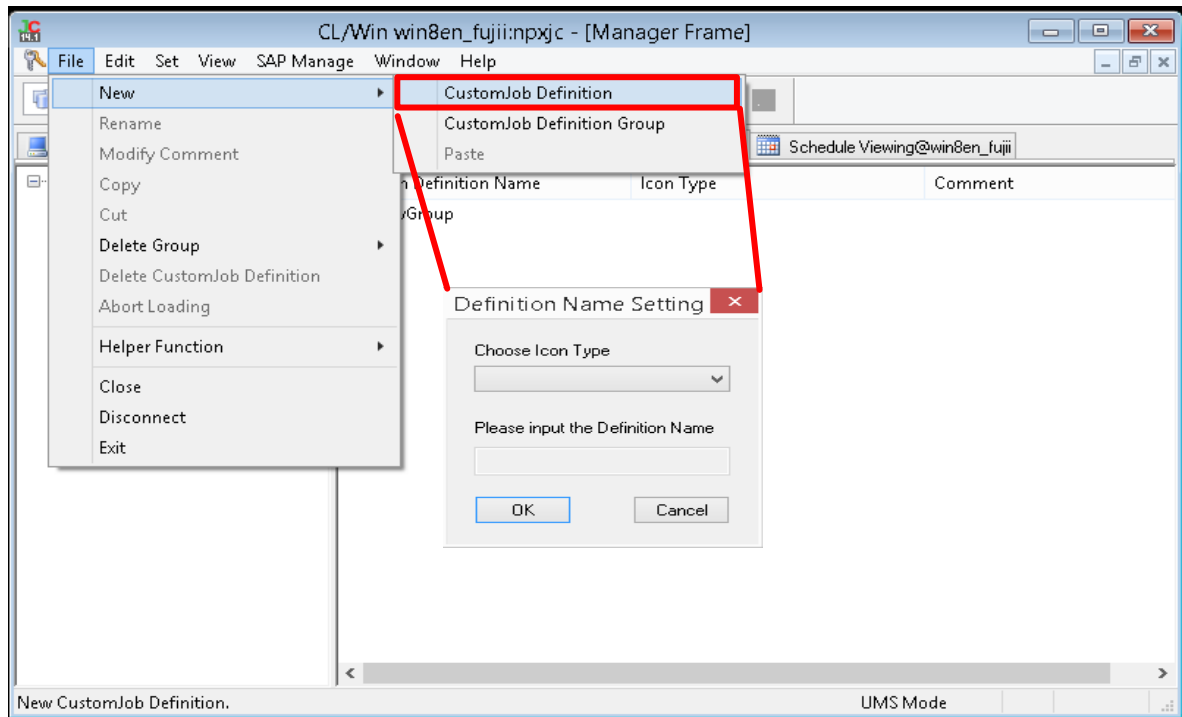 JC
14.1
CL/Win win8en_fujii:npxjc - [Manager Frame]
File Edit Set View SAP Manage Window Help
New
CustomJob Definition
Rename
CustomJob Definition Group
Modify Comment
Paste
Schedule Viewing@win8en_fujii
Copy
Definition Name Icon Type Comment
Cut
Group
Delete Group
Delete CustomJob Definition
Abort Loading
Definition Name Setting
Helper Function
Choose Icon Type
Close
Disconnect
Please input the Definition Name
Exit
OK Cancel
New CustomJob Definition. UMS Mode